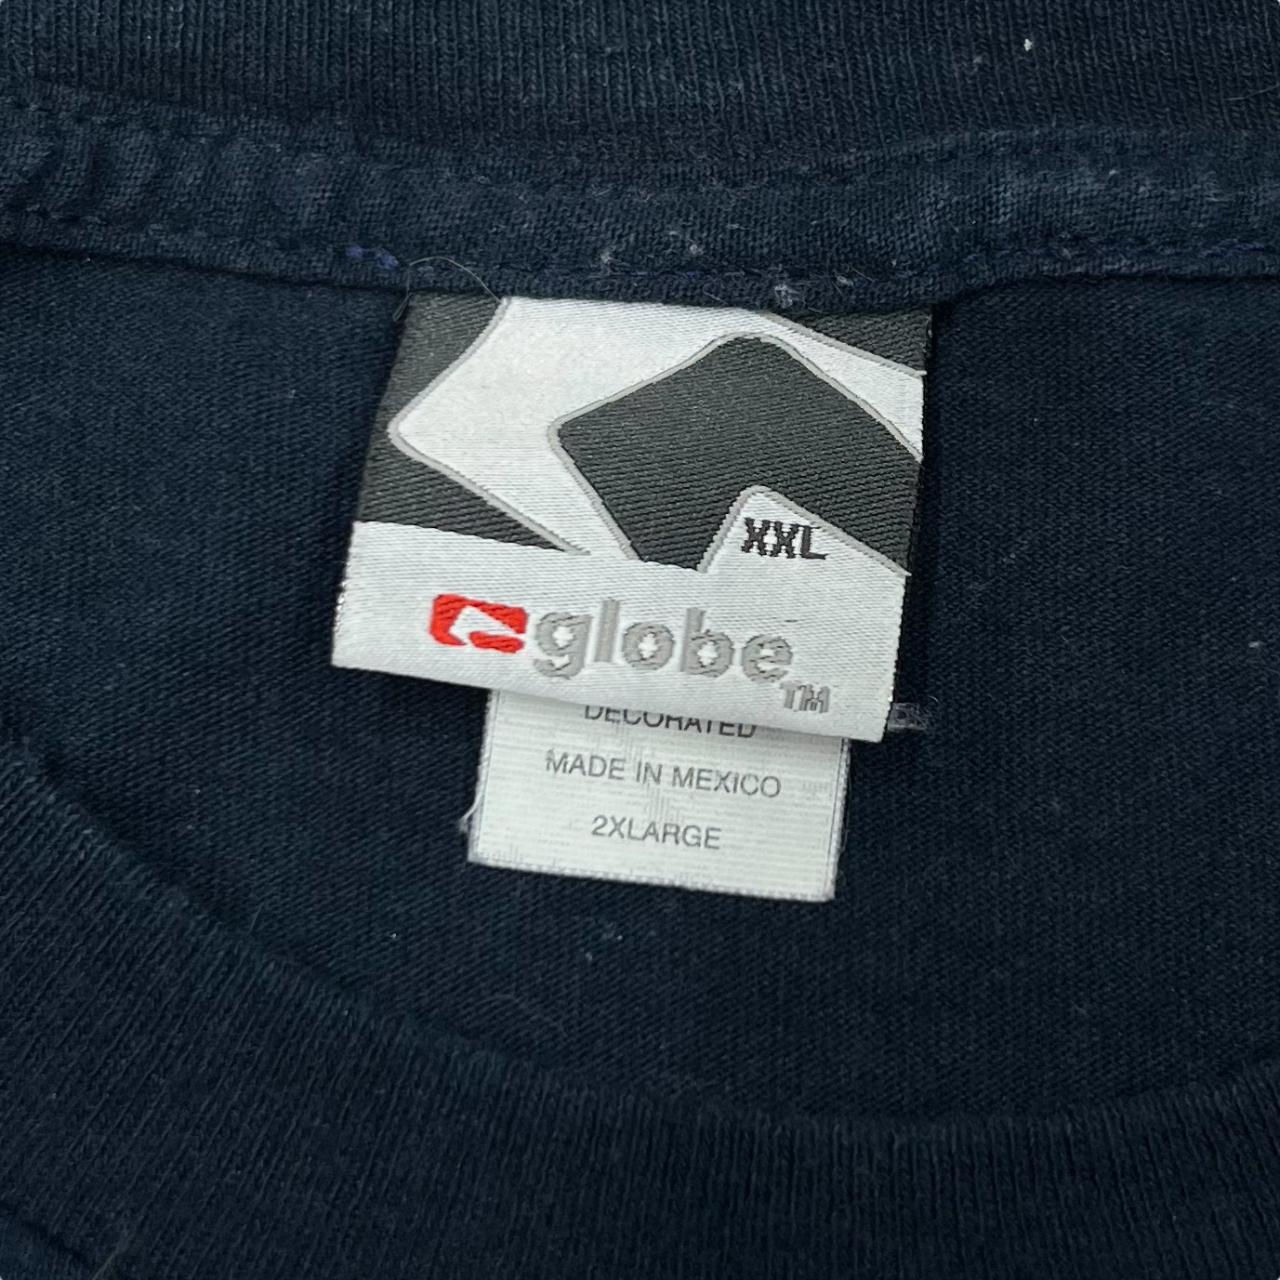 XXL
globe TM
DECORATED
MADE IN MEXICO
2XLARGE